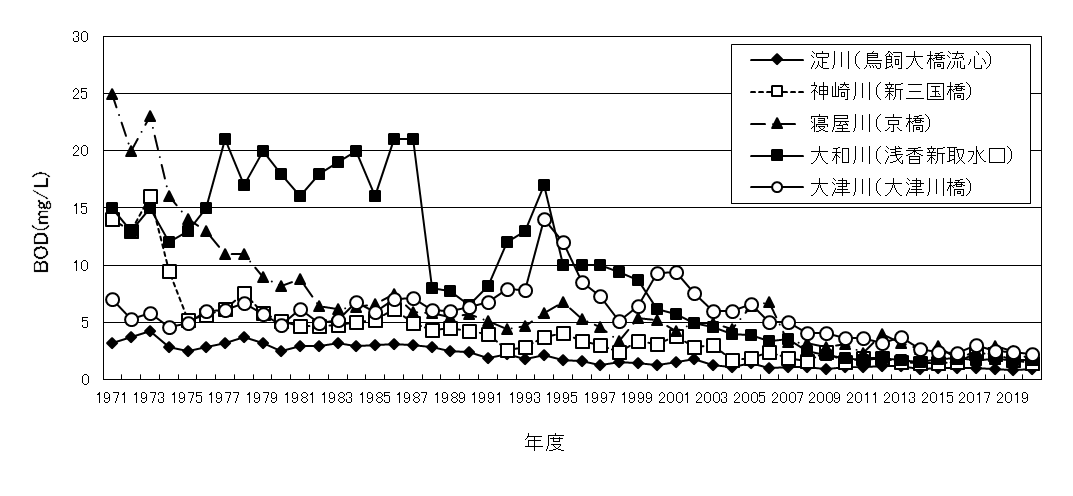 30
25
20
15
10
5
0
BOD(mg/L)
淀川(鳥飼大橋流心)
神崎川(新三国橋)
寝屋川(京橋)
大和川(浅香新取水口)
大津川(大津川橋)
1971 1973 1975 1977 1979 1981 1983 1985 1987 1989 1991 1993 1995 1997 1999 2001 2003 2005 2007 2009 2011 2013 2015 2017 2019
年度